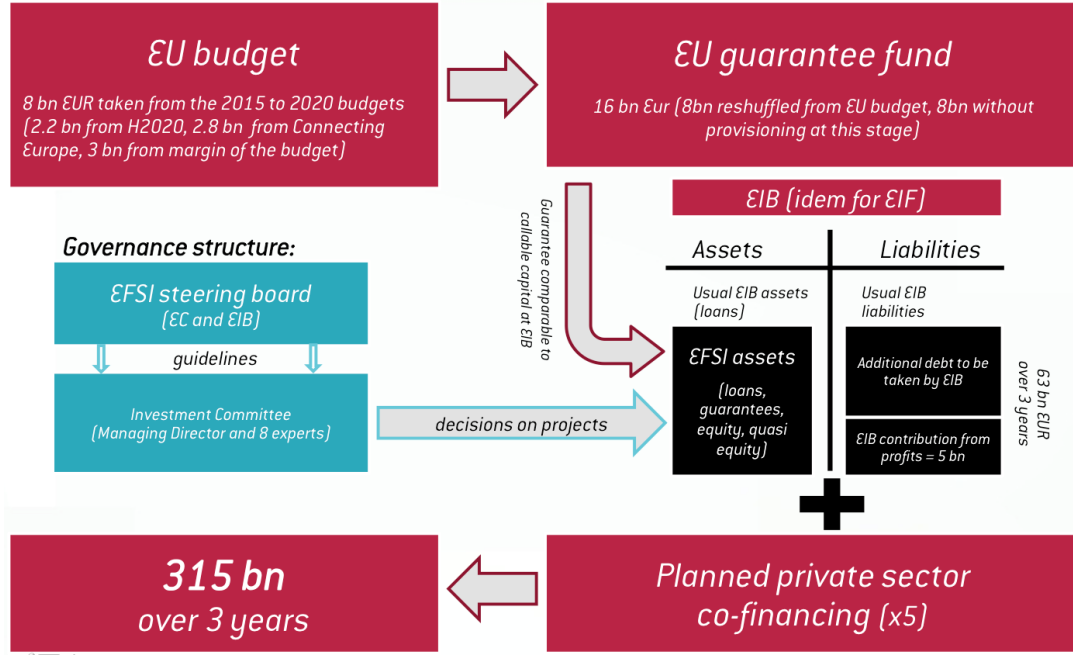 EU budget
8 bn EUR taken from the 2015 to 2020 budgets
(2.2 bn from H2020, 2.8 bn from Connecting
Europe, 3 bn from margin of the budget)
EU guarantee fund
16 bn Eur (8bn reshuffled from EU budget, 8bn without
provisioning at this stage)
Guarantee comparable to
callable capital at EIB
EIB (idem for EIF)
Assets
Liabilities
Usual EIB assets
(loans)
Usual EIB
liabilities
EFSI assets
(loans,
guarantees,
equity, quasi
equity)
Additional debt to be
taken by EIB
EIB contribution from
profits = 5 bn
63 bn EUR
over 3 years
Governance structure:
EFSI steering board
(EC and EIB)
guidelines
Investment Committee
(Managing Director and 8 experts)
decisions on projects
315 bn
over 3 years
Planned private sector
co-financing (x5)